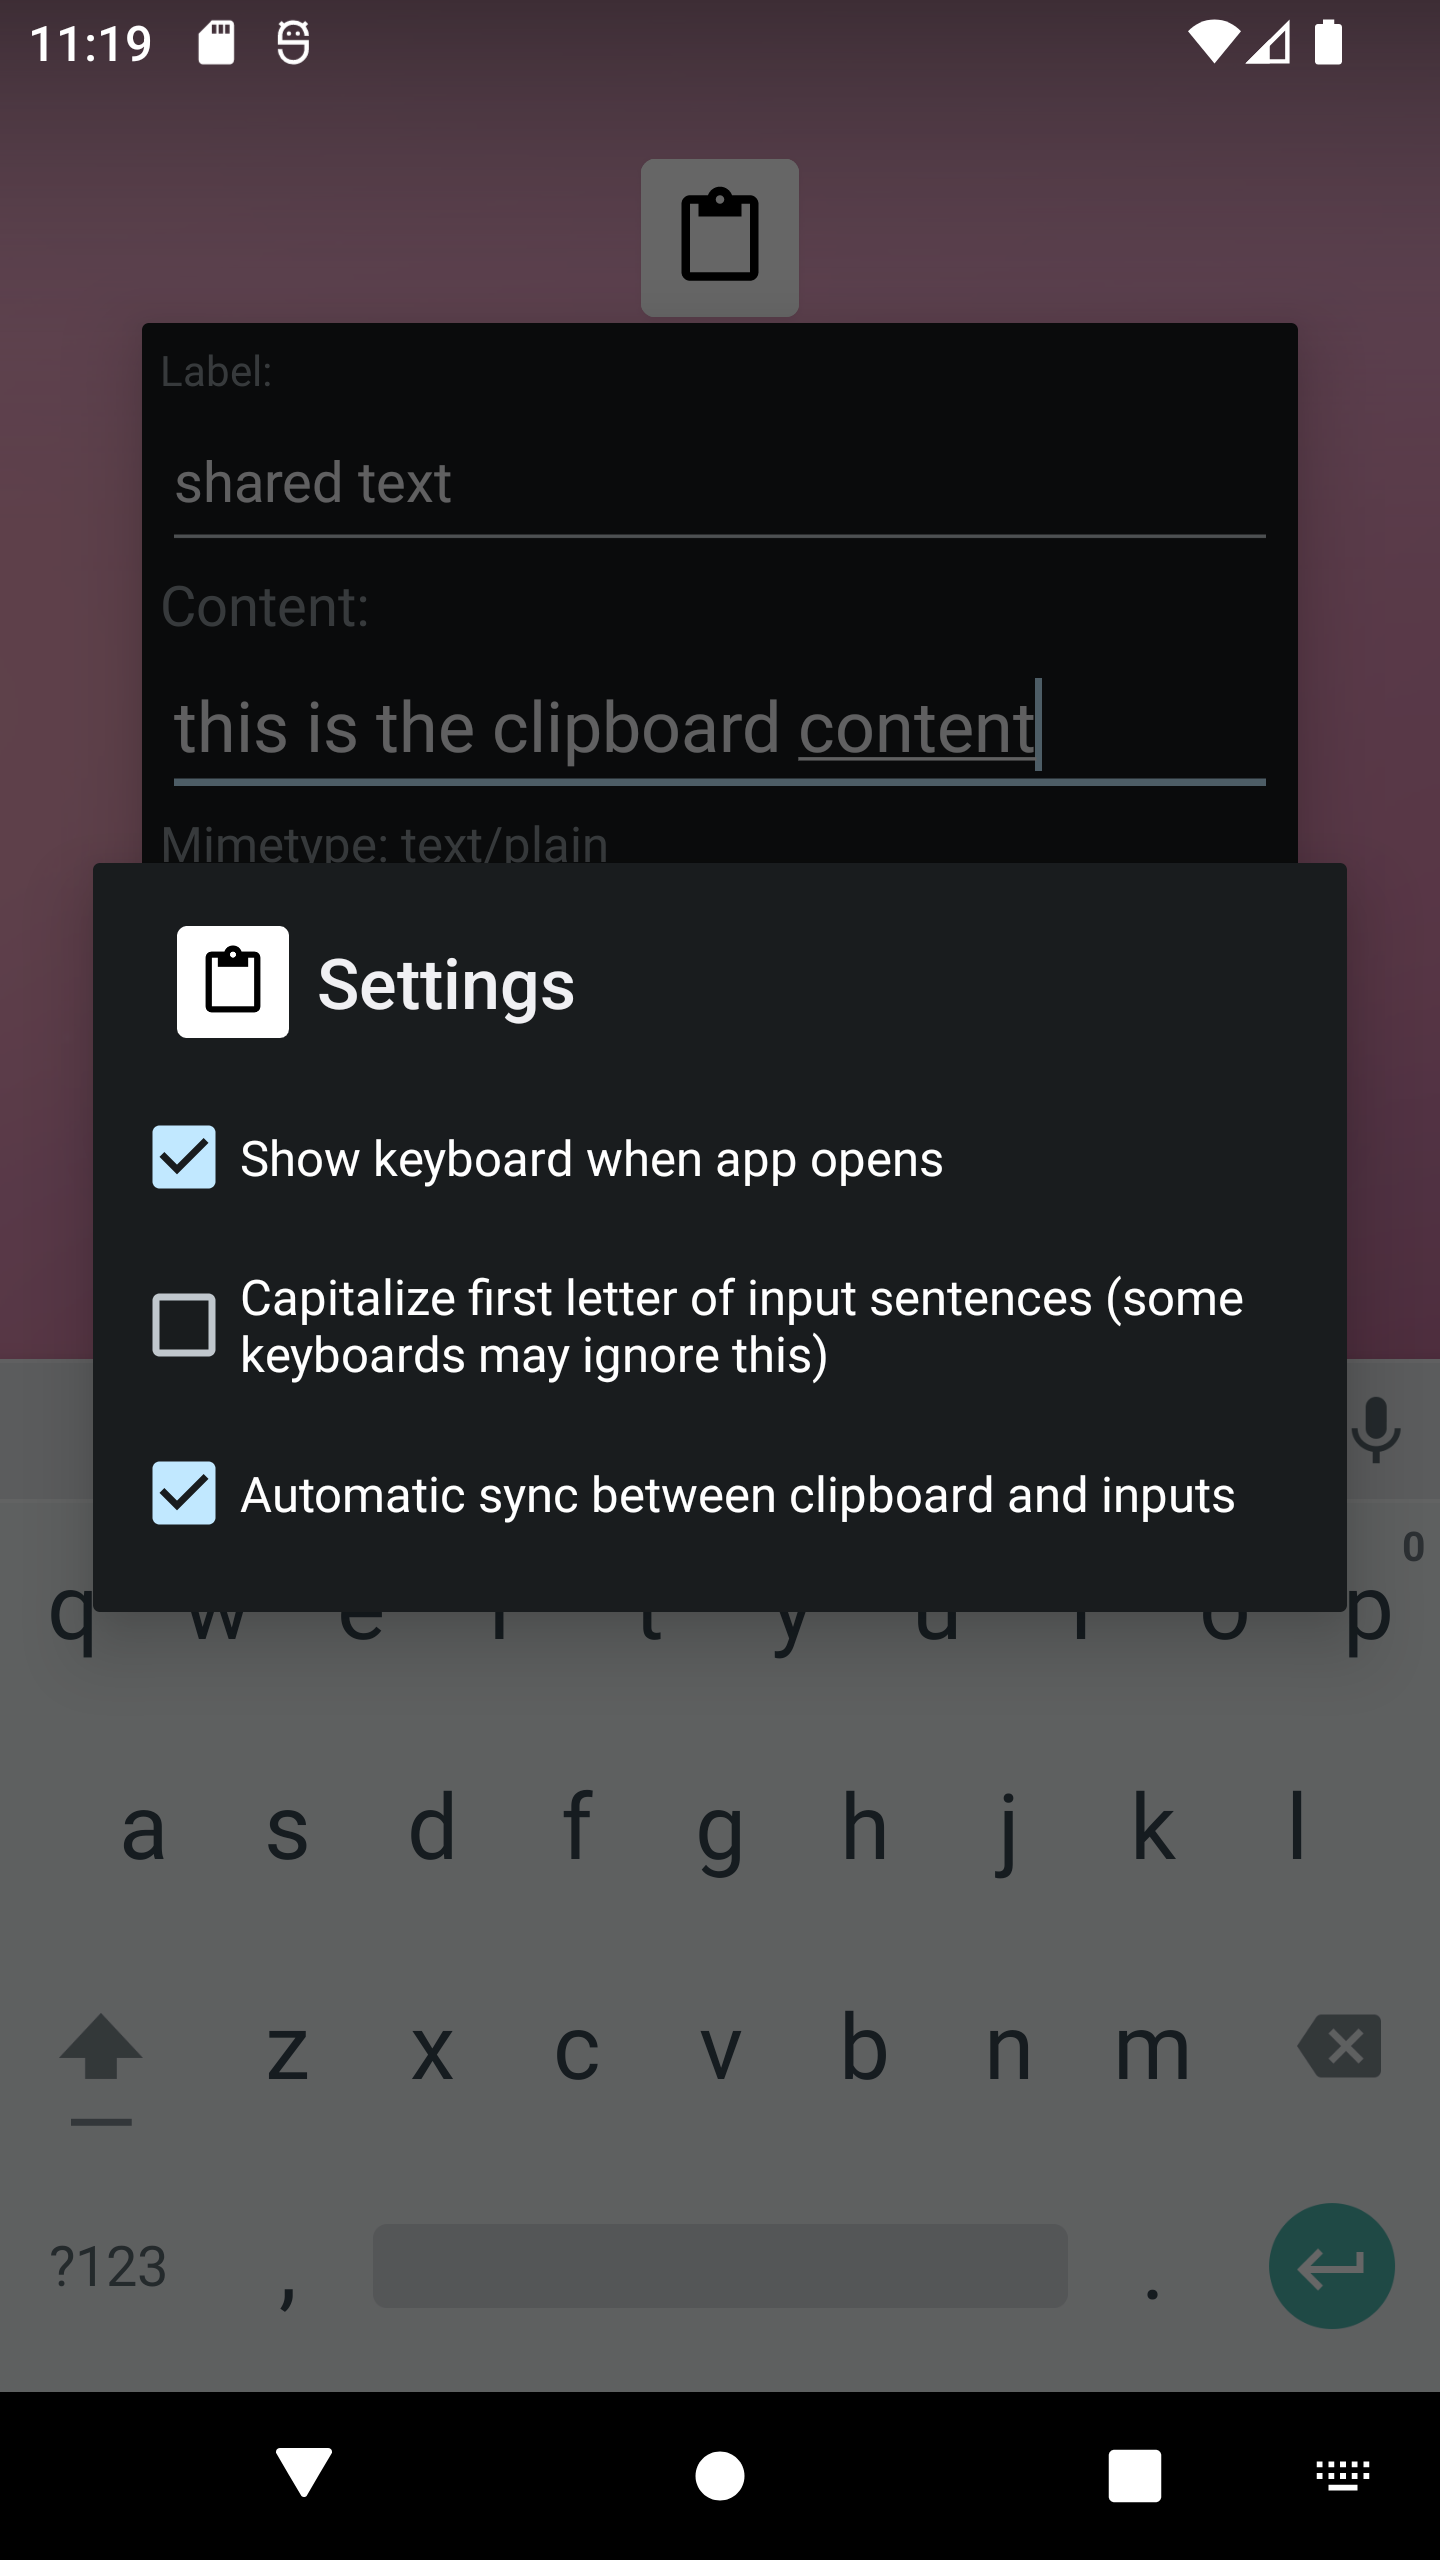 11:19
Label:
shared text
Content:
this is the clipboard content
Mimetype: text/plain
Settings
Show keyboard when app opens
Capitalize first letter of input sentences (some
keyboards may ignore this)
Automatic sync between clipboard and inputs
0
q w e r t y u i o p
a s d f g h j k l
z x c v b n m
?123 , .